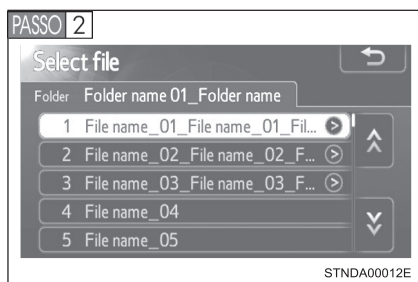 PASSO 2
Select file
Folder Folder name 01_Folder name
1 File name_01_File name_01_Fil...
2 File name_02_File name_02_F...
3 File name_03_File name_03_F...
4 File name_04
5 File name_05
STNDA00012E